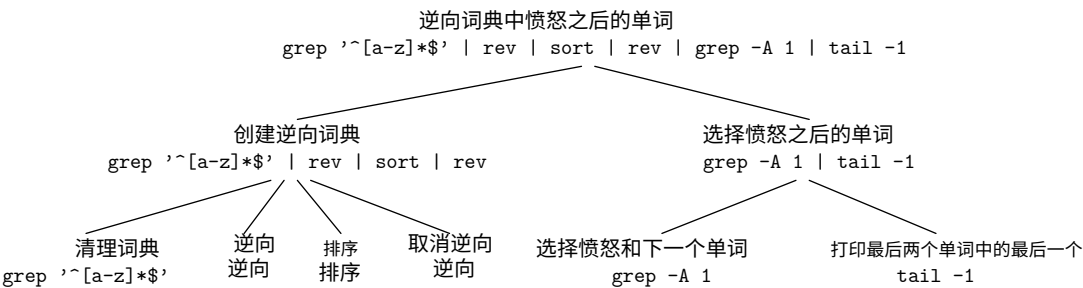 逆向词典中愤怒之后的单词
grep '^[a-z]*$' | rev | sort | rev | grep -A 1 | tail -1
创建逆向词典
grep '^[a-z]*$' | rev | sort | rev
选择愤怒之后的单词
grep -A 1 | tail -1
清理词典
grep '^[a-z]*$'
逆向
逆向
排序
排序
取消逆向
逆向
选择愤怒和下一个单词
grep -A 1
打印最后两个单词中的最后一个
tail -1